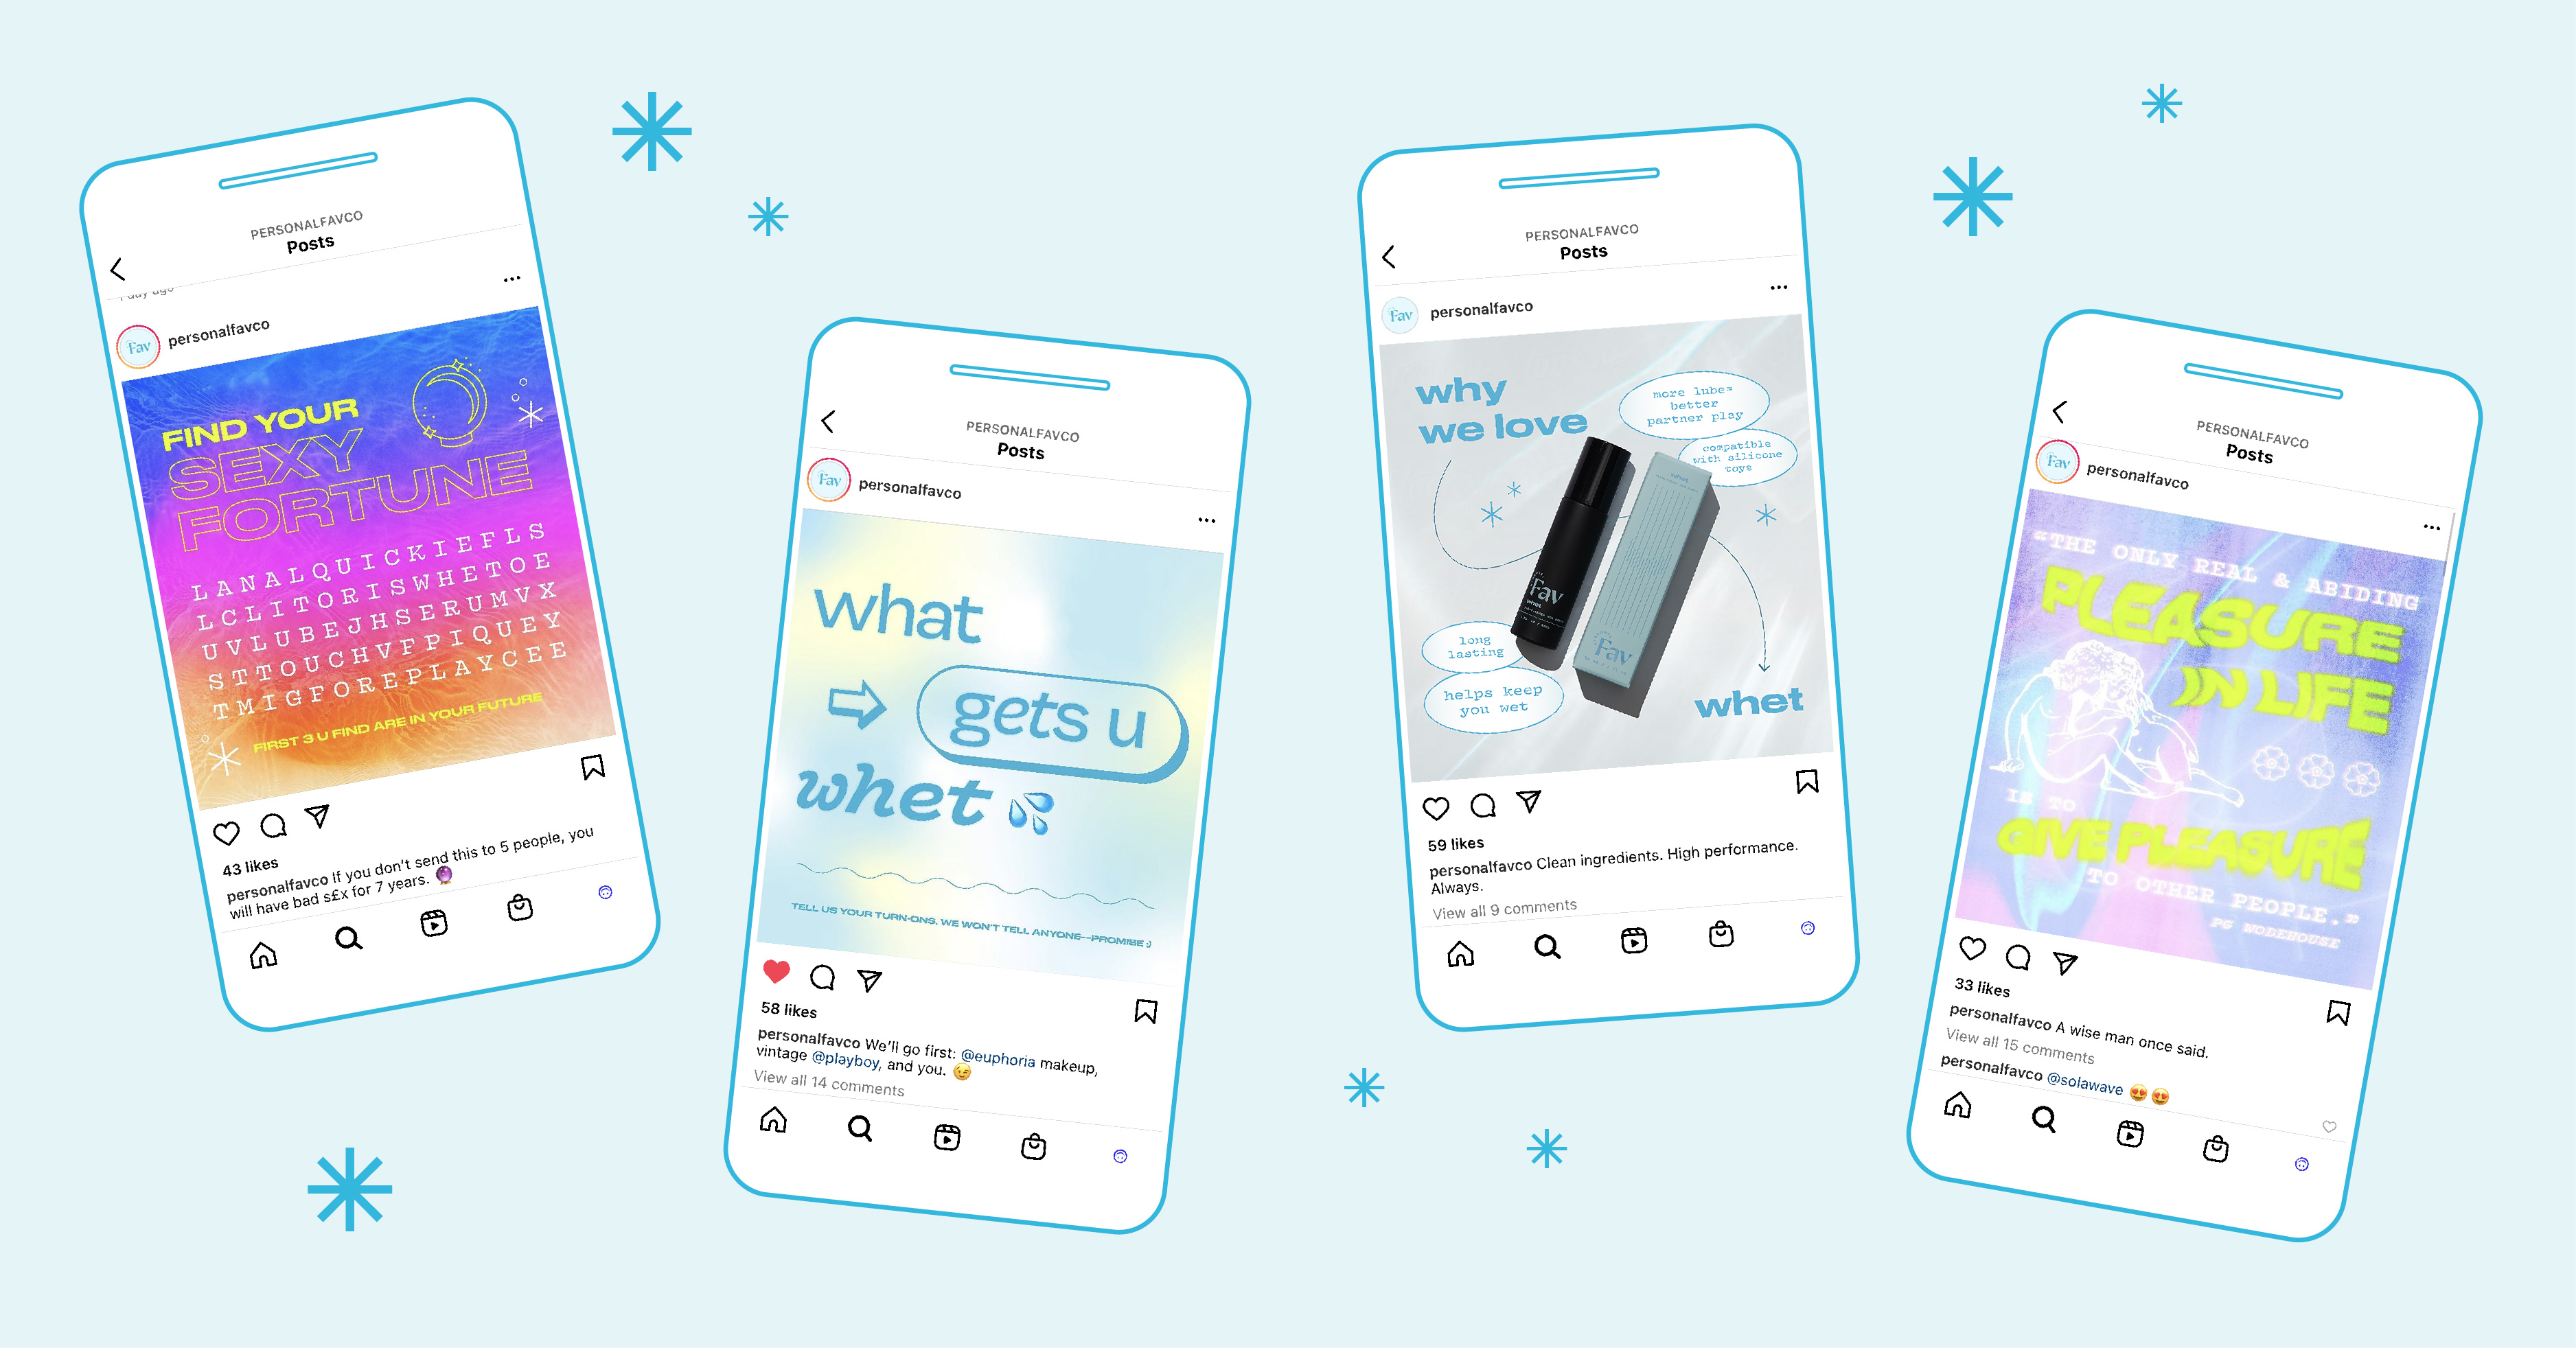 PERSONALFAVCO
Posts
1 day ago
Fav
personalfavco
FIND YOUR
SEXY
FORTUNE
LANALQUICKIEFLS
LCLITORISWHETOE
UVLUBEJHSERUMVX
STTOUCHVFPIQUEY
TMIGFOREPLAYCEE
FIRST 3 U FIND ARE IN YOUR FUTURE
43 likes
personalfavco If you don't send this to 5 people, you
will have bad s£x for 7 years. 🔮
PERSONALFAVCO
Posts
Fav
personalfavco
what
⇨ gets u
whet 💦
TELL US YOUR TURN-ONS. WE WON'T TELL ANYONE--PROMISE :)
58 likes
personalfavco We'll go first: @euphoria makeup,
vintage @playboy, and you. 😉
View all 14 comments
PERSONALFAVCO
Posts
Fav
personalfavco
why
we love
more lube=
better
partner play
compatible
with silicone
toys
Fav
whet
whet
Fav
long
lasting
helps keep
you wet
whet
59 likes
personalfavco Clean ingredients. High performance.
Always.
View all 9 comments
PERSONALFAVCO
Posts
Fav
personalfavco
“THE ONLY REAL & ABIDING
PLEASURE
IN LIFE
IS TO
GIVE PLEASURE
TO OTHER PEOPLE.”
PG WODEHOUSE
33 likes
personalfavco A wise man once said.
View all 15 comments
personalfavco @solawave 😍😍